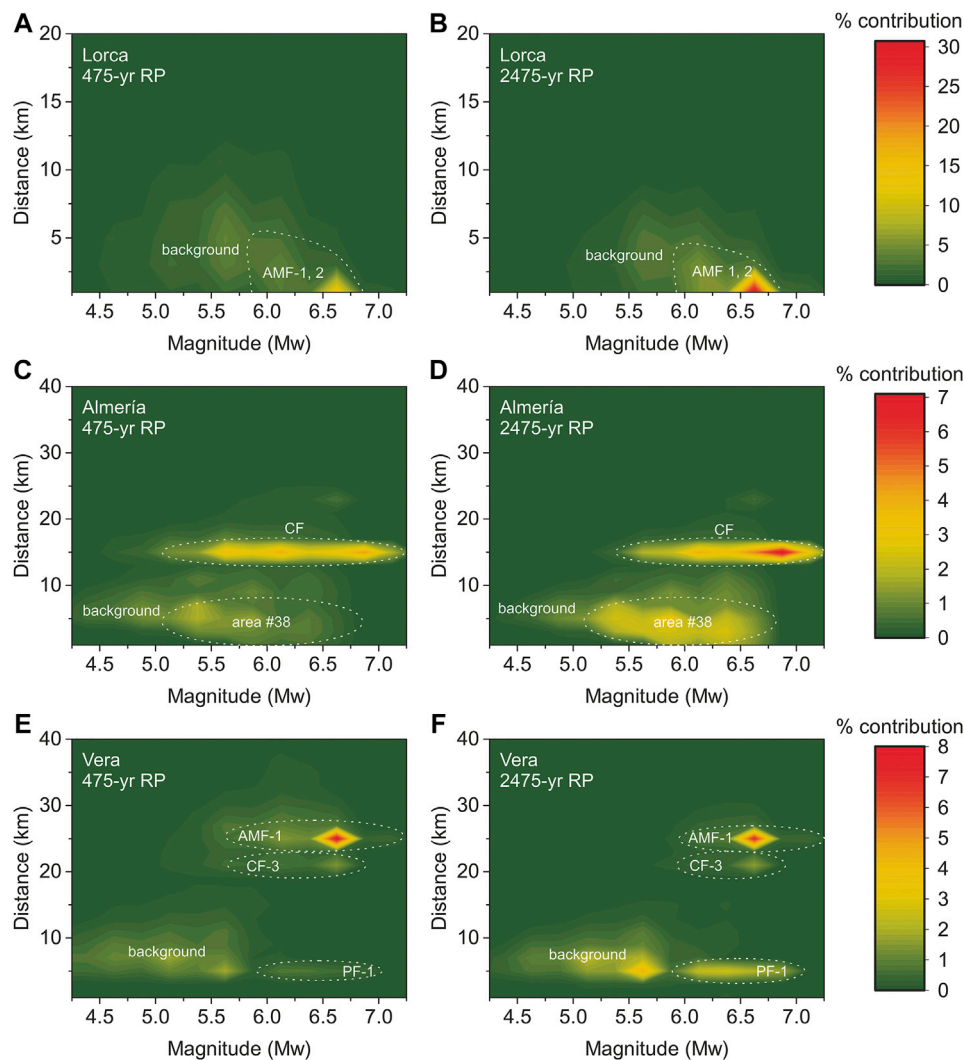 A
Lorca
475-yr RP
background
AMF-1, 2
20
15
10
5
Distance (km)
4.5 5.0 5.5 6.0 6.5 7.0
Magnitude (Mw)
B
Lorca
2475-yr RP
background
AMF 1, 2
20
15
10
5
Distance (km)
4.5 5.0 5.5 6.0 6.5 7.0
Magnitude (Mw)
% contribution
30
25
20
15
10
5
0
C
Almería
475-yr RP
CF
background
area #38
40
30
20
10
Distance (km)
4.5 5.0 5.5 6.0 6.5 7.0
Magnitude (Mw)
D
Almería
2475-yr RP
CF
background
area #38
40
30
20
10
Distance (km)
4.5 5.0 5.5 6.0 6.5 7.0
Magnitude (Mw)
% contribution
7
6
5
4
3
2
1
0
E
Vera
475-yr RP
AMF-1
CF-3
background
PF-1
40
30
20
10
Distance (km)
4.5 5.0 5.5 6.0 6.5 7.0
Magnitude (Mw)
F
Vera
2475-yr RP
AMF-1
CF-3
background
PF-1
40
30
20
10
Distance (km)
4.5 5.0 5.5 6.0 6.5 7.0
Magnitude (Mw)
% contribution
8
7
6
5
4
3
2
1
0